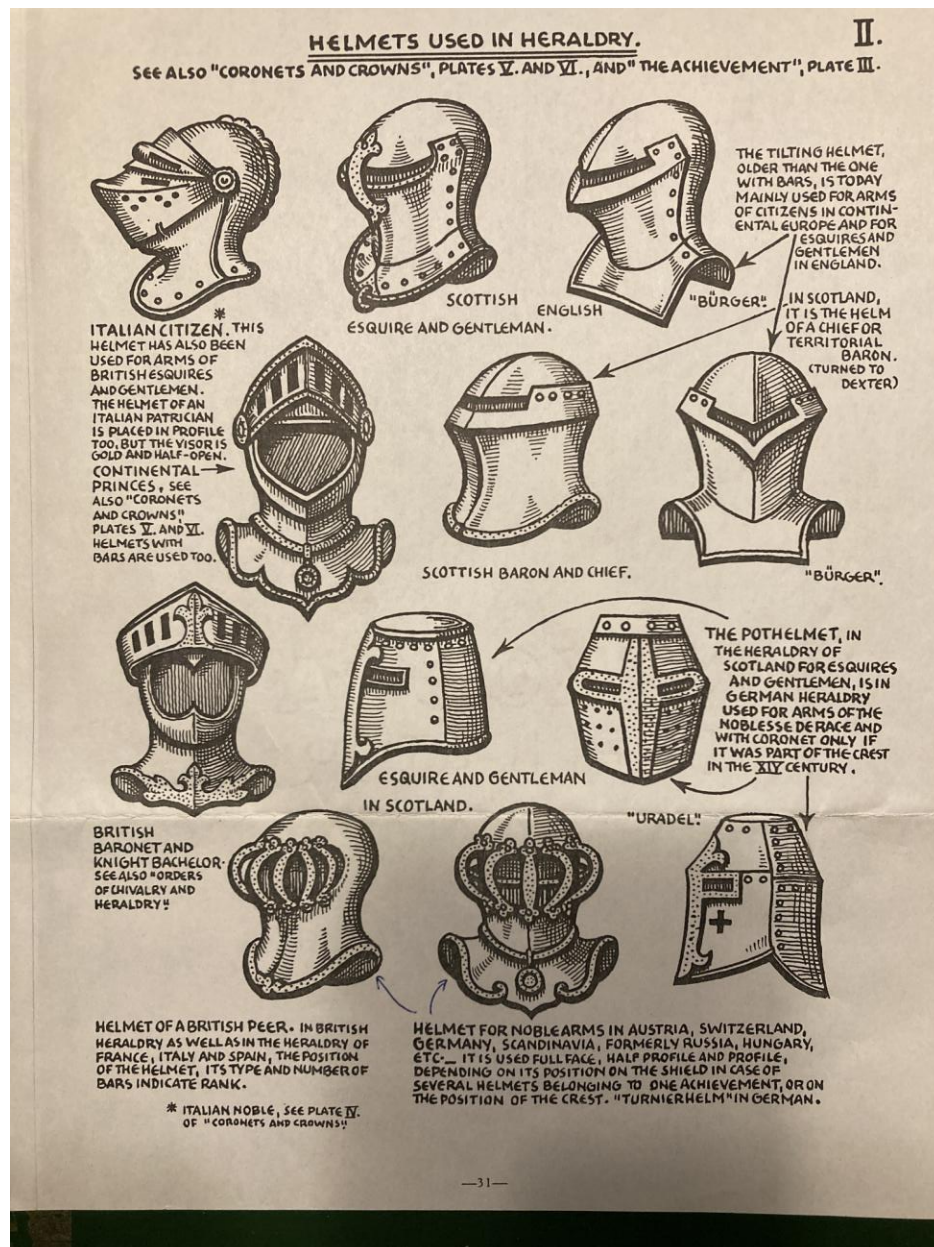 HELMETS USED IN HERALDRY.
II.
SEE ALSO "CORONETS AND CROWNS", PLATES V. AND VI., AND "THE ACHIEVEMENT", PLATE III.
THE TILTING HELMET,
OLDER THAN THE ONE
WITH BARS, IS TODAY
MAINLY USED FOR ARMS
OF CITIZENS IN CONTIN-
ENTAL EUROPE AND FOR
ESQUIRES AND
GENTLEMEN
IN ENGLAND.
SCOTTISH
ENGLISH
"BÜRGER".
ESQUIRE AND GENTLEMAN.
IN SCOTLAND,
IT IS THE HELM
OF A CHIEF OR
TERRITORIAL
BARON.
(TURNED TO
DEXTER)
*
ITALIAN CITIZEN. THIS
HELMET HAS ALSO BEEN
USED FOR ARMS OF
BRITISH ESQUIRES
AND GENTLEMEN.
THE HELMET OF AN
ITALIAN PATRICIAN
IS PLACED IN PROFILE
TOO, BUT THE VISOR IS
GOLD AND HALF-OPEN.
CONTINENTAL
PRINCES, SEE
ALSO "CORONETS
AND CROWNS",
PLATES V. AND VI.
HELMETS WITH
BARS ARE USED TOO.
SCOTTISH BARON AND CHIEF.
"BÜRGER".
THE POTHELMET, IN
THE HERALDRY OF
SCOTLAND FOR ESQUIRES
AND GENTLEMEN, IS IN
GERMAN HERALDRY
USED FOR ARMS OF THE
NOBLESSE DE RACE AND
WITH CORONET ONLY IF
IT WAS PART OF THE CREST
IN THE XIV CENTURY.
ESQUIRE AND GENTLEMAN
IN SCOTLAND.
"URADEL".
BRITISH
BARONET AND
KNIGHT BACHELOR.
SEE ALSO "ORDERS
OF CHIVALRY AND
HERALDRY".
HELMET OF A BRITISH PEER. IN BRITISH
HERALDRY AS WELL AS IN THE HERALDRY OF
FRANCE, ITALY AND SPAIN, THE POSITION
OF THE HELMET, ITS TYPE AND NUMBER OF
BARS INDICATE RANK.
* ITALIAN NOBLE, SEE PLATE IV.
OF "CORONETS AND CROWNS".
HELMET FOR NOBLE ARMS IN AUSTRIA, SWITZERLAND,
GERMANY, SCANDINAVIA, FORMERLY RUSSIA, HUNGARY,
ETC._ IT IS USED FULL FACE, HALF PROFILE AND PROFILE,
DEPENDING ON ITS POSITION ON THE SHIELD IN CASE OF
SEVERAL HELMETS BELONGING TO ONE ACHIEVEMENT, OR ON
THE POSITION OF THE CREST. "TURNIERHELM" IN GERMAN.
—31—